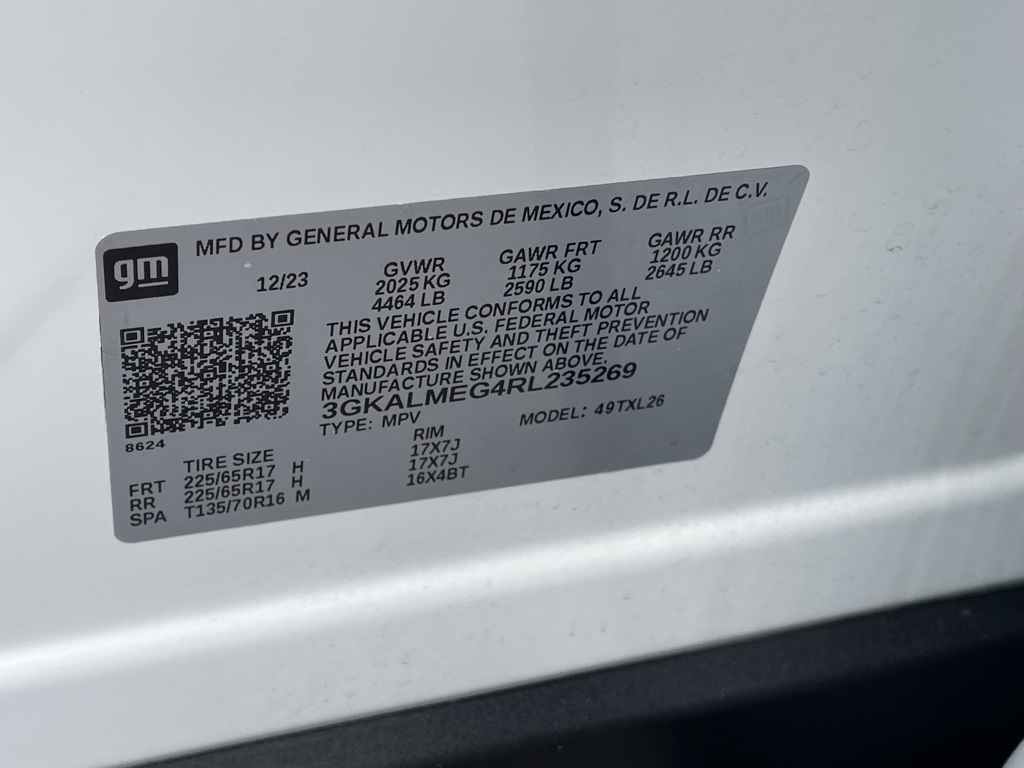 gm
MFD BY GENERAL MOTORS DE MEXICO, S. DE R.L. DE C.V.
12/23
GVWR
2025 KG
4464 LB
GAWR FRT
1175 KG
2590 LB
GAWR RR
1200 KG
2645 LB
THIS VEHICLE CONFORMS TO ALL
APPLICABLE U.S. FEDERAL MOTOR
VEHICLE SAFETY AND THEFT PREVENTION
STANDARDS IN EFFECT ON THE DATE OF
MANUFACTURE SHOWN ABOVE.
3GKALMEG4RL235269
TYPE: MPV MODEL: 49TXL26
8624
TIRE SIZE RIM
FRT 225/65R17 H 17X7J
RR 225/65R17 H 17X7J
SPA T135/70R16 M 16X4BT